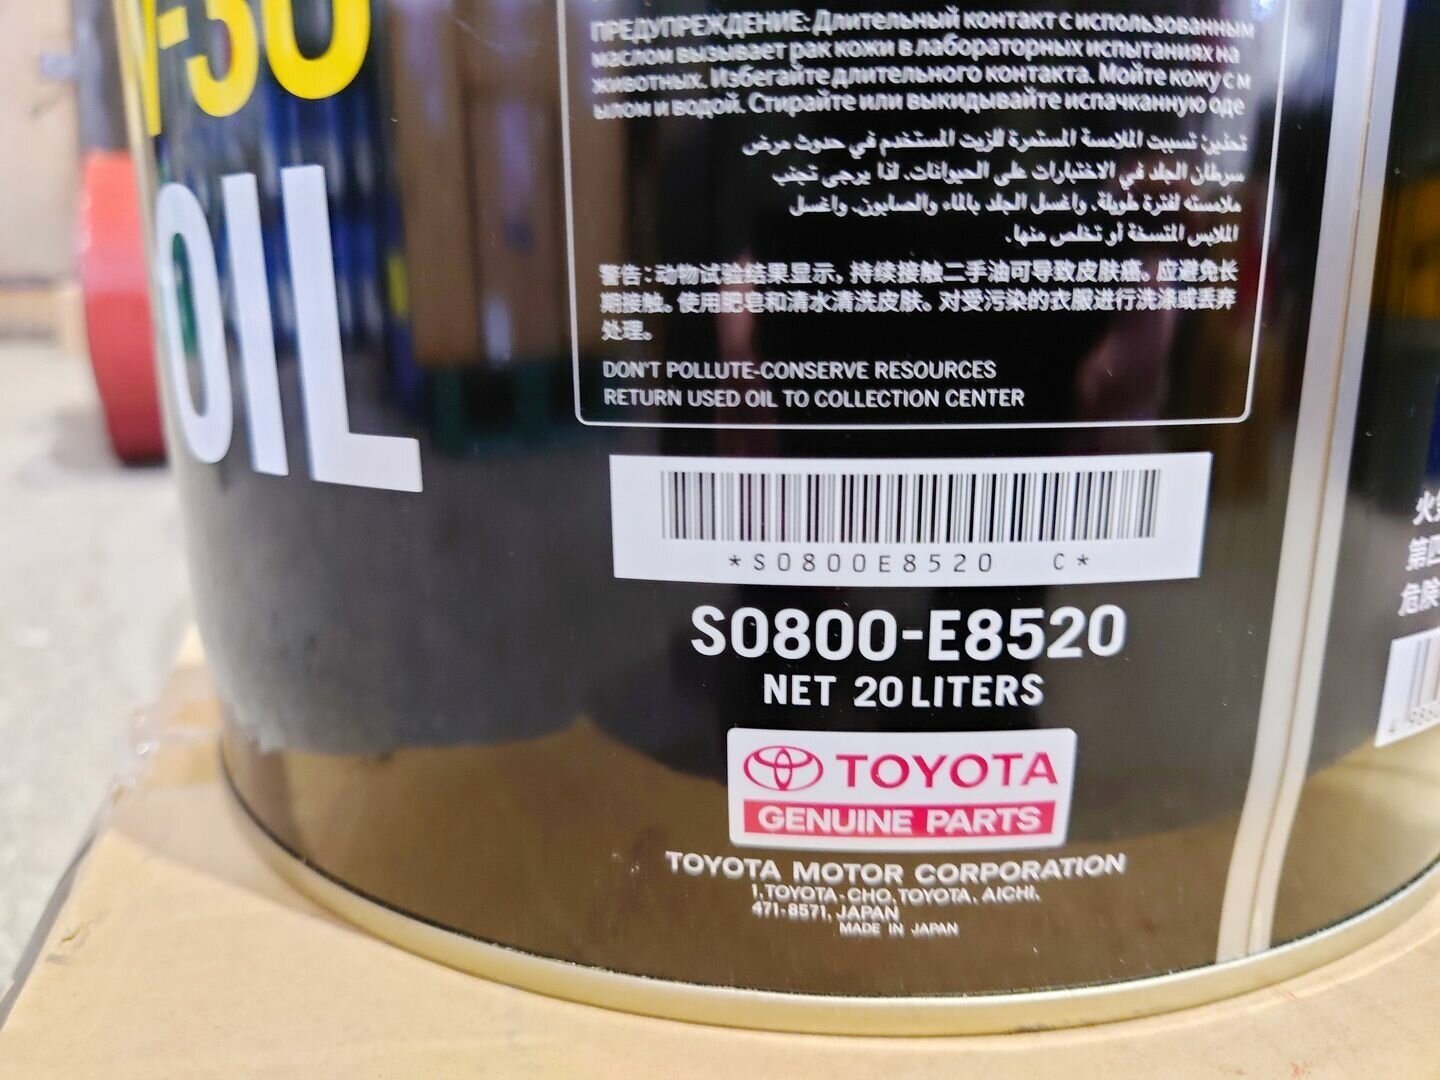 -30
OIL
ПРЕДУПРЕЖДЕНИЕ: Длительный контакт с использованным
маслом вызывает рак кожи в лабораторных испытаниях на
животных. Избегайте длительного контакта. Мойте кожу с м
ылом и водой. Стирайте или выкидывайте испачканную оде
تحذير: تسببت الملامسة المستمرة للزيت المستخدم في حدوث مرض
سرطان الجلد في الاختبارات على الحيوانات. لذا يرجى تجنب
ملامسته لفترة طويلة. واغسل الجلد بالماء والصابون. واغسل
الملابس المتسخة أو تخلص منها.
警告：动物试验结果显示，持续接触二手油可导致皮肤癌。应避免长
期接触。使用肥皂和清水清洗皮肤。对受污染的衣服进行洗涤或丢弃
处理。
DON'T POLLUTE-CONSERVE RESOURCES
RETURN USED OIL TO COLLECTION CENTER
*S0800E8520 C*
S0800-E8520
NET 20 LITERS
TOYOTA
GENUINE PARTS
TOYOTA MOTOR CORPORATION
1, TOYOTA-CHO, TOYOTA, AICHI,
471-8571, JAPAN
MADE IN JAPAN
火
第四
危険